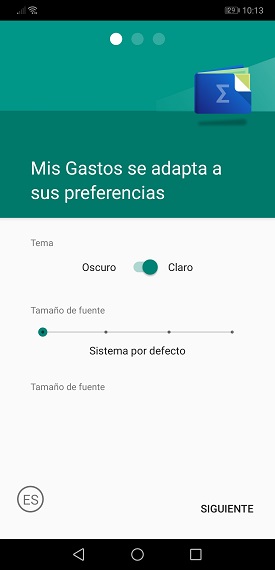 29 10:13
Σ
Mis Gastos se adapta a
sus preferencias
Tema
Oscuro Claro
Tamaño de fuente
Sistema por defecto
Tamaño de fuente
ES
SIGUIENTE